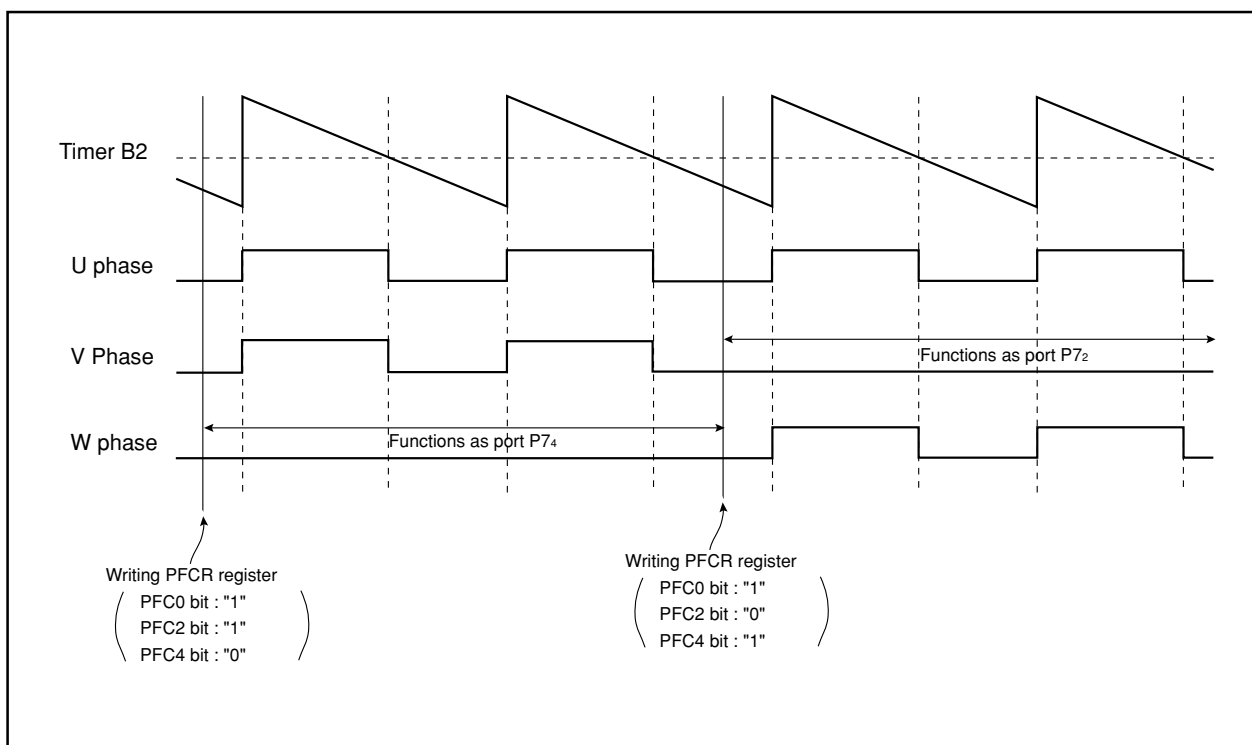 Timer B2
U phase
V Phase
Functions as port P72
W phase
Functions as port P74
Writing PFCR register
PFC0 bit : "1"
PFC2 bit : "1"
PFC4 bit : "0"
Writing PFCR register
PFC0 bit : "1"
PFC2 bit : "0"
PFC4 bit : "1"